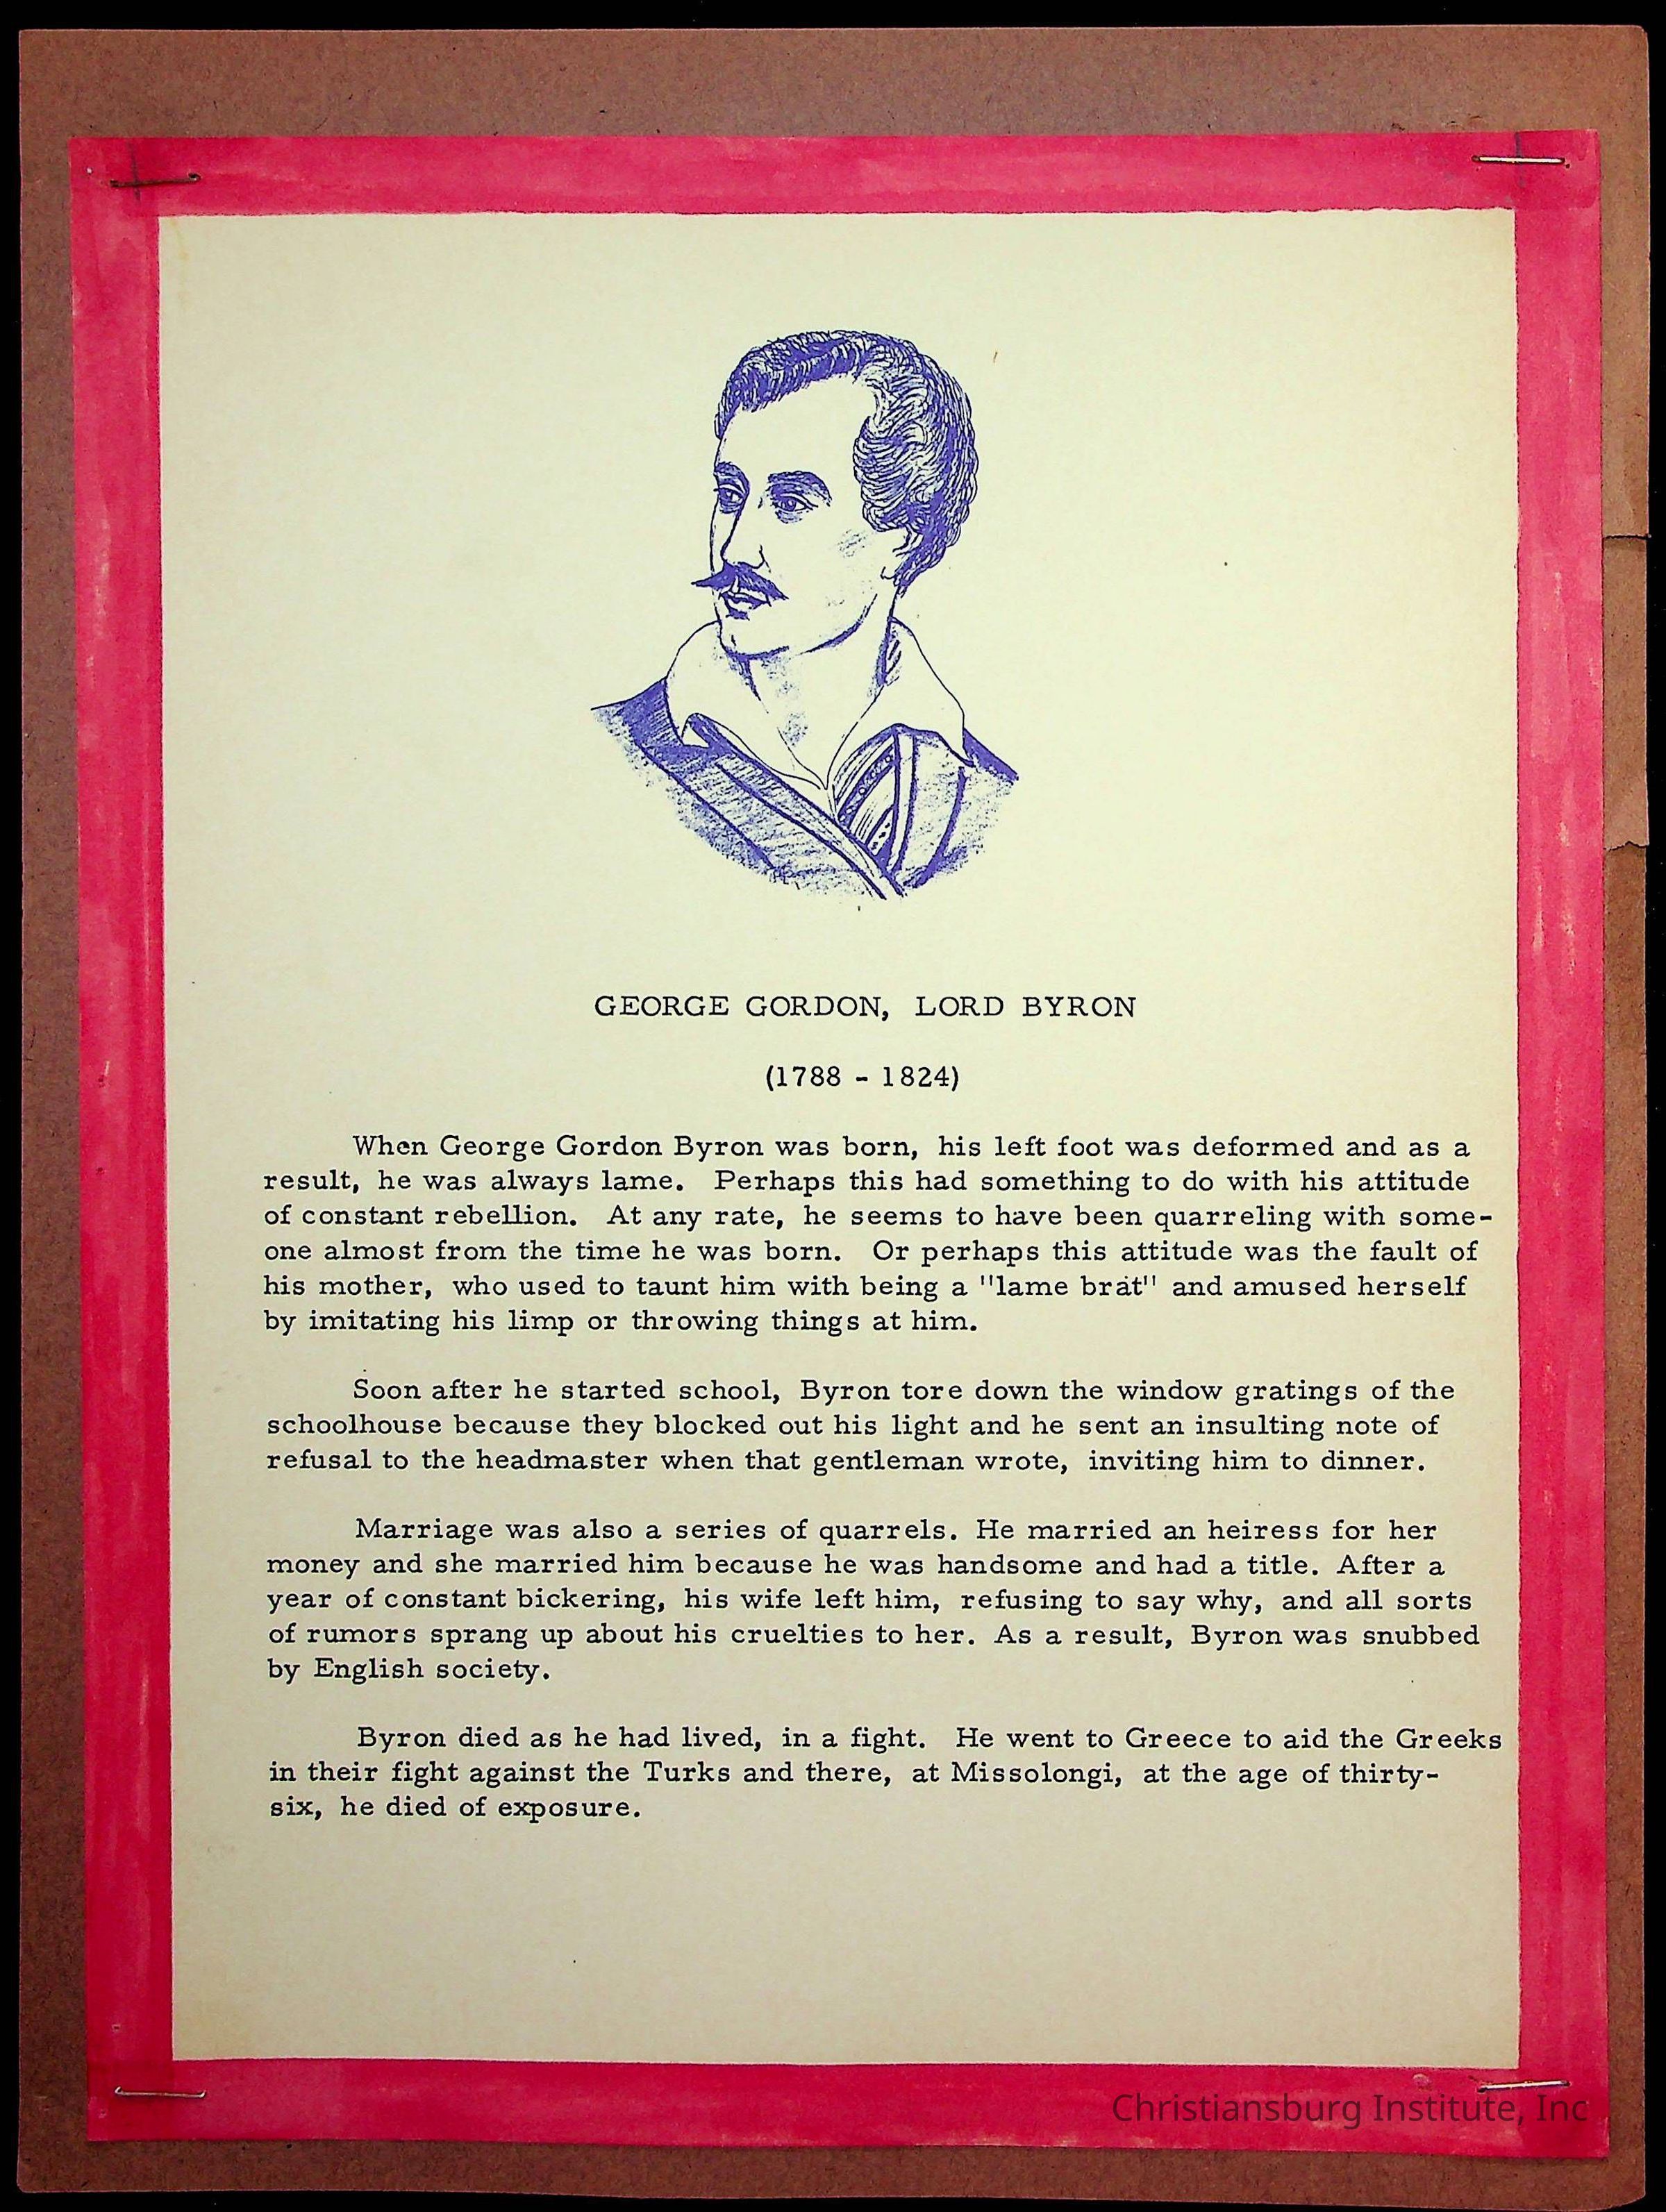 GEORGE GORDON, LORD BYRON
(1788 - 1824)
When George Gordon Byron was born, his left foot was deformed and as a
result, he was always lame. Perhaps this had something to do with his attitude
of constant rebellion. At any rate, he seems to have been quarreling with some-
one almost from the time he was born. Or perhaps this attitude was the fault of
his mother, who used to taunt him with being a "lame brat" and amused herself
by imitating his limp or throwing things at him.
Soon after he started school, Byron tore down the window gratings of the
schoolhouse because they blocked out his light and he sent an insulting note of
refusal to the headmaster when that gentleman wrote, inviting him to dinner.
Marriage was also a series of quarrels. He married an heiress for her
money and she married him because he was handsome and had a title. After a
year of constant bickering, his wife left him, refusing to say why, and all sorts
of rumors sprang up about his cruelties to her. As a result, Byron was snubbed
by English society.
Byron died as he had lived, in a fight. He went to Greece to aid the Greeks
in their fight against the Turks and there, at Missolongi, at the age of thirty-
six, he died of exposure.
Christiansburg Institute, Inc